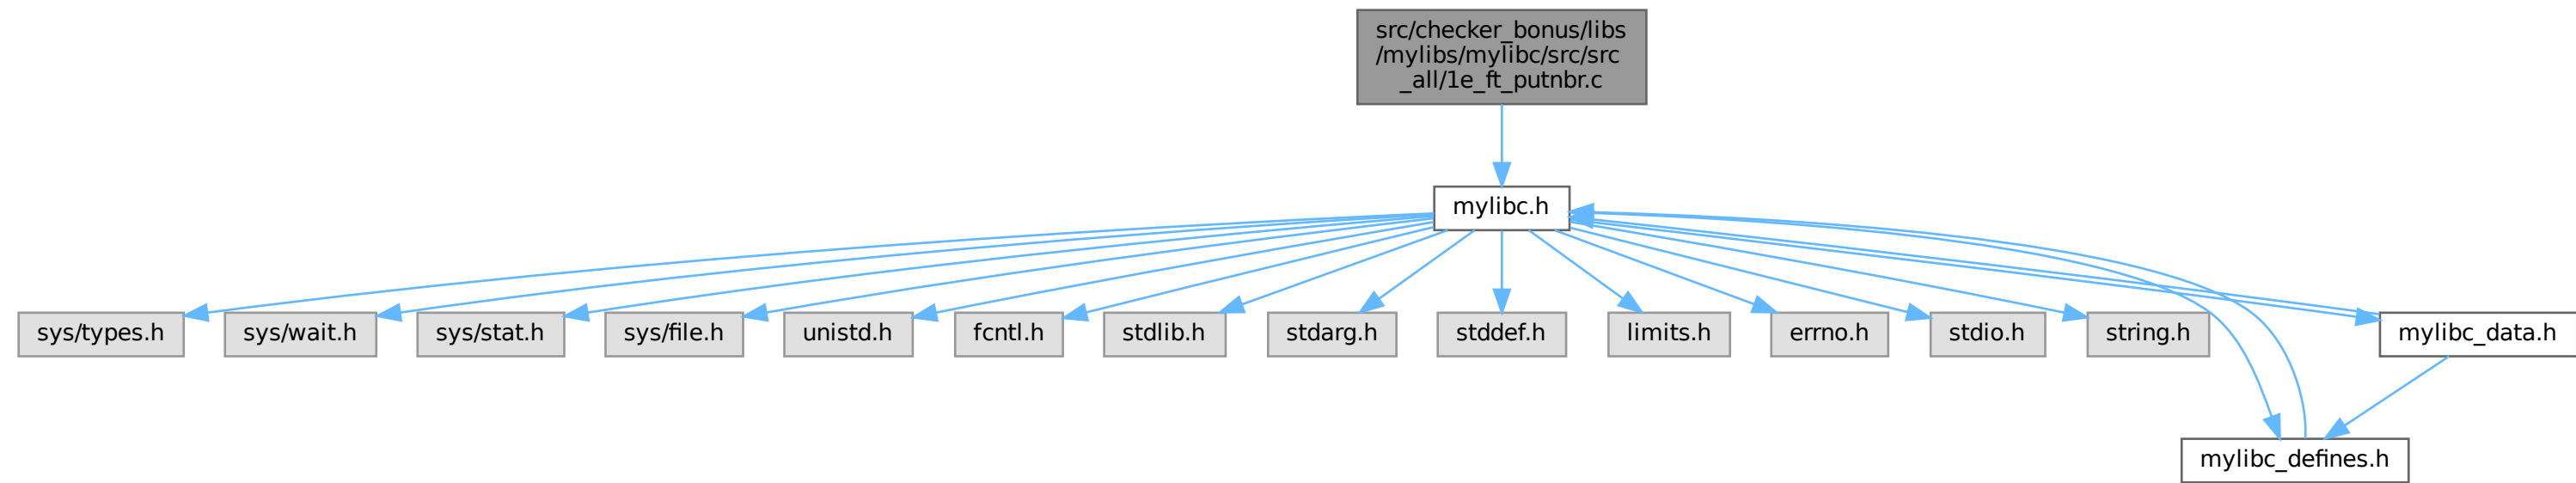 src/checker_bonus/libs
/mylibs/mylibc/src/src
_all/1e_ft_putnbr.c
mylibc.h
sys/types.h
sys/wait.h
sys/stat.h
sys/file.h
unistd.h
fcntl.h
stdlib.h
stdarg.h
stddef.h
limits.h
errno.h
stdio.h
string.h
mylibc_data.h
mylibc_defines.h